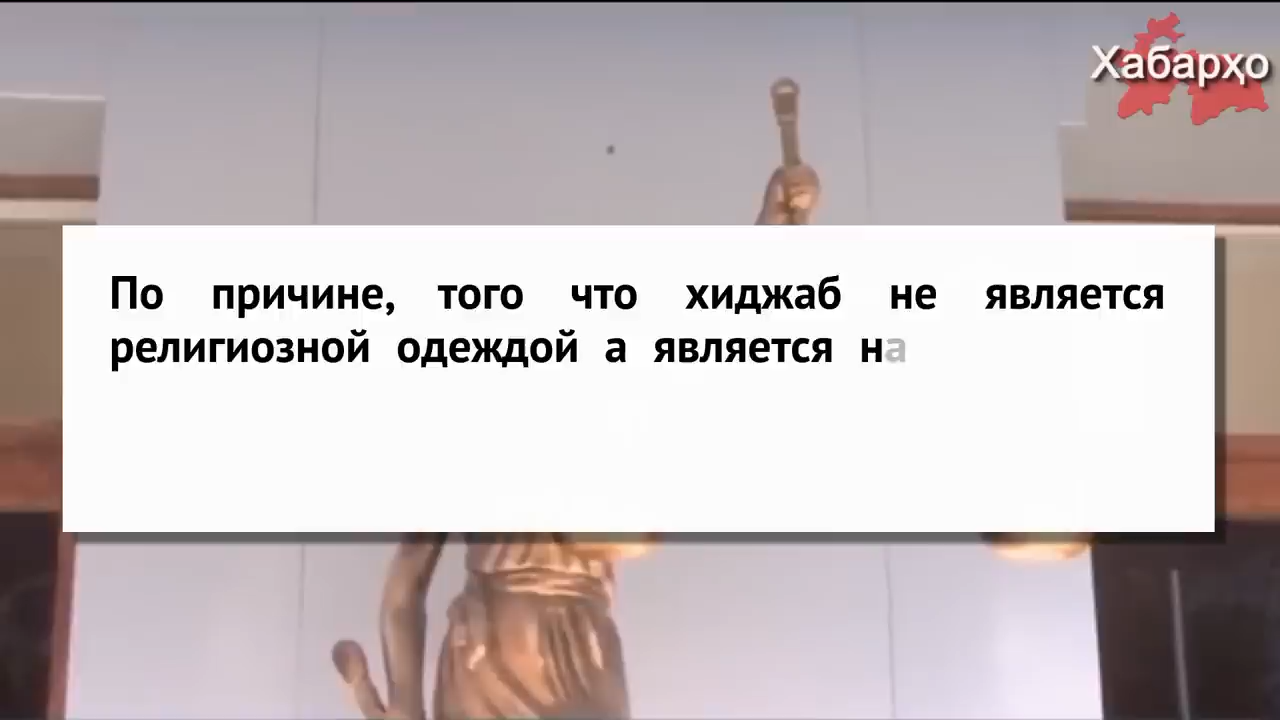 Хабарҳо
По причине, того что хиджаб не является
религиозной одеждой а является на